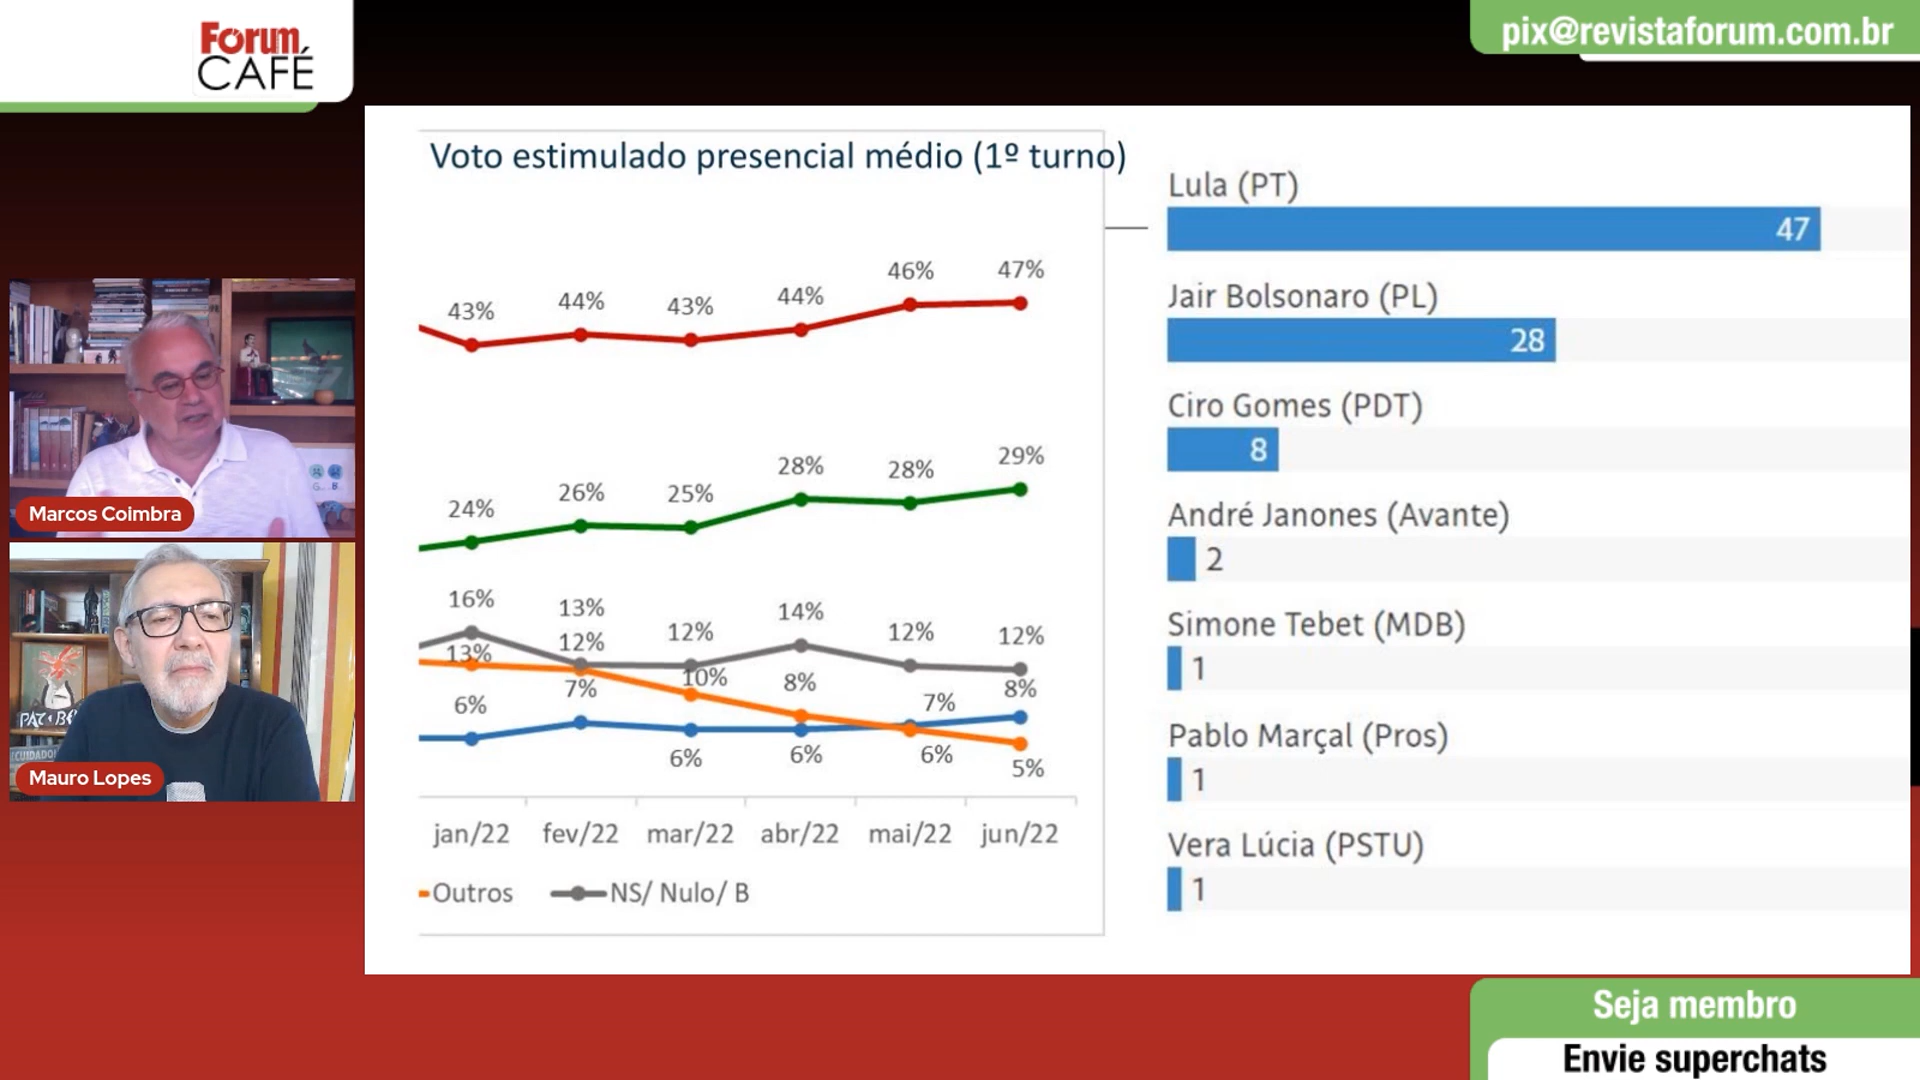 Forum
CAFÉ
pix@revistaforum.com.br
Voto estimulado presencial médio (1º turno)
43%
44%
43%
44%
46%
47%
24%
26%
25%
28%
28%
29%
16%
13%
12%
14%
12%
12%
13%
12%
10%
8%
6%
5%
6%
7%
6%
6%
7%
8%
jan/22
fev/22
mar/22
abr/22
mai/22
jun/22
Outros
NS/ Nulo/ B
Lula (PT)
47
Jair Bolsonaro (PL)
28
Ciro Gomes (PDT)
8
André Janones (Avante)
2
Simone Tebet (MDB)
1
Pablo Marçal (Pros)
1
Vera Lúcia (PSTU)
1
Marcos Coimbra
Mauro Lopes
Seja membro
Envie superchats